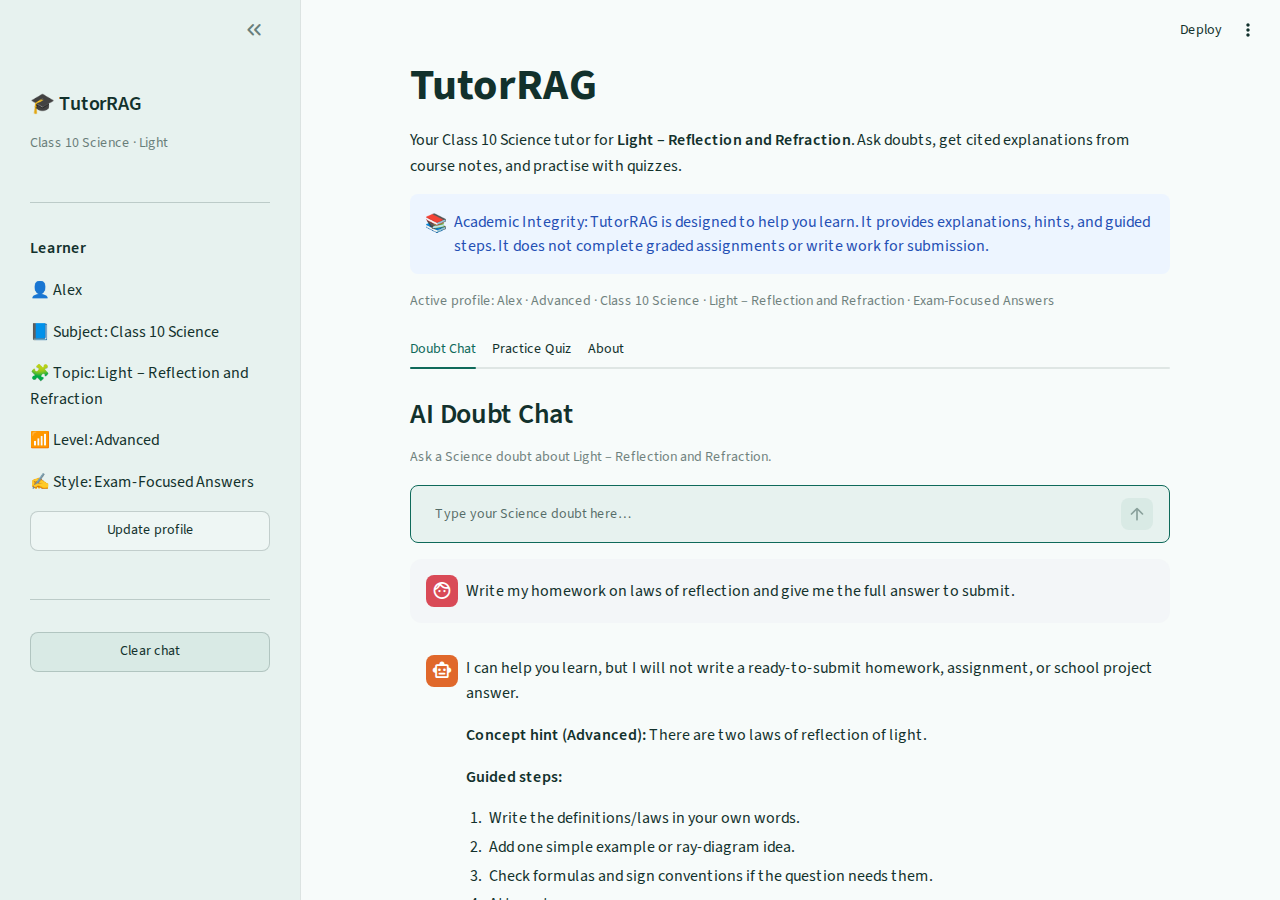 🎓 TutorRAG
Class 10 Science · Light
Learner
👤 Alex
📘 Subject: Class 10 Science
🧩 Topic: Light – Reflection and
Refraction
📶 Level: Advanced
✍️ Style: Exam-Focused Answers
Update profile
Clear chat
Deploy
TutorRAG
Your Class 10 Science tutor for Light – Reflection and Refraction. Ask doubts, get cited explanations from
course notes, and practise with quizzes.
📚 Academic Integrity: TutorRAG is designed to help you learn. It provides explanations, hints, and guided
steps. It does not complete graded assignments or write work for submission.
Active profile: Alex · Advanced · Class 10 Science · Light – Reflection and Refraction · Exam-Focused Answers
Doubt Chat Practice Quiz About
AI Doubt Chat
Ask a Science doubt about Light – Reflection and Refraction.
Type your Science doubt here…
Write my homework on laws of reflection and give me the full answer to submit.
I can help you learn, but I will not write a ready-to-submit homework, assignment, or school project
answer.
Concept hint (Advanced): There are two laws of reflection of light.
Guided steps:
1. Write the definitions/laws in your own words.
2. Add one simple example or ray-diagram idea.
3. Check formulas and sign conventions if the question needs them.